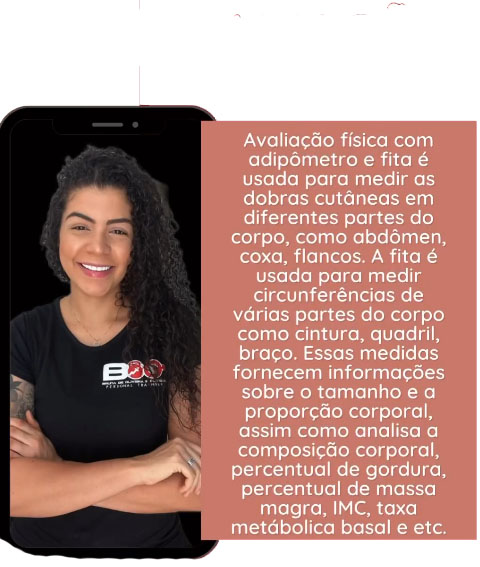 Avaliação física com
adipômetro e fita é
usada para medir as
dobras cutâneas em
diferentes partes do
corpo, como abdômen,
coxa, flancos. A fita é
usada para medir
circunferências de
várias partes do corpo
como cintura, quadril,
braço. Essas medidas
fornecem informações
sobre o tamanho e a
proporção corporal,
assim como analisa a
composição corporal,
percentual de gordura,
percentual de massa
magra, IMC, taxa
metábolica basal e etc.
PERSONAL TRAINER